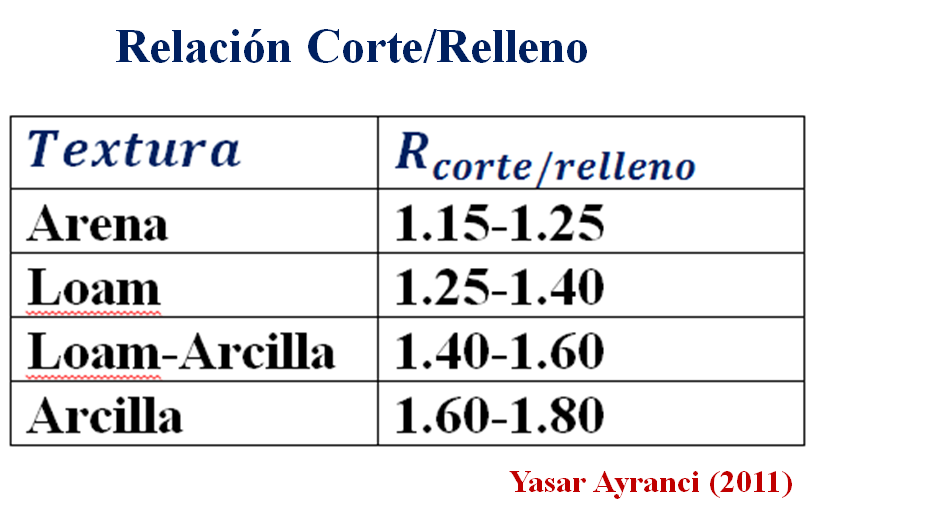 Relación Corte/Relleno
Textura R corte/relleno
Arena 1.15-1.25
Loam 1.25-1.40
Loam-Arcilla 1.40-1.60
Arcilla 1.60-1.80
Yasar Ayranci (2011)